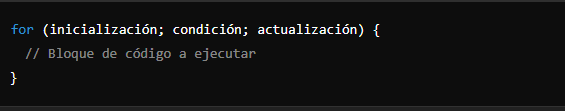 for (inicialización; condición; actualización) {
// Bloque de código a ejecutar
}